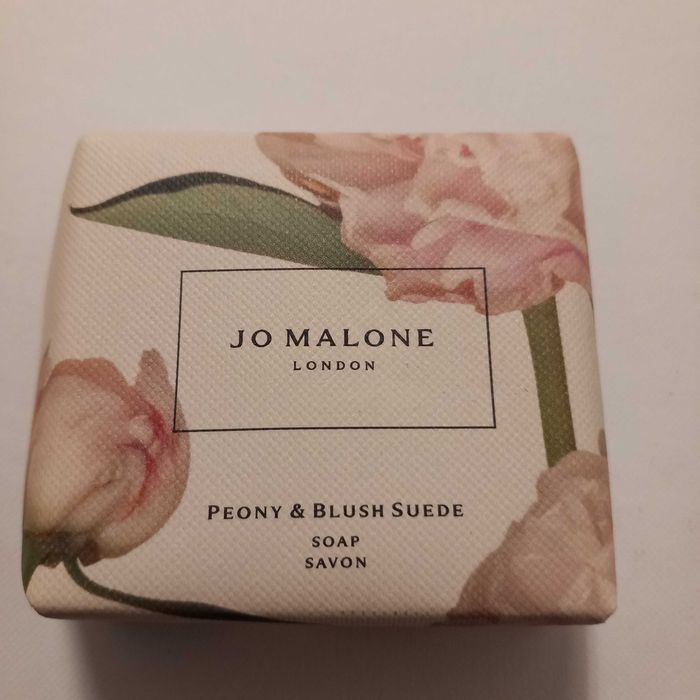 JO MALONE
LONDON
PEONY & BLUSH SUEDE
SOAP
SAVON